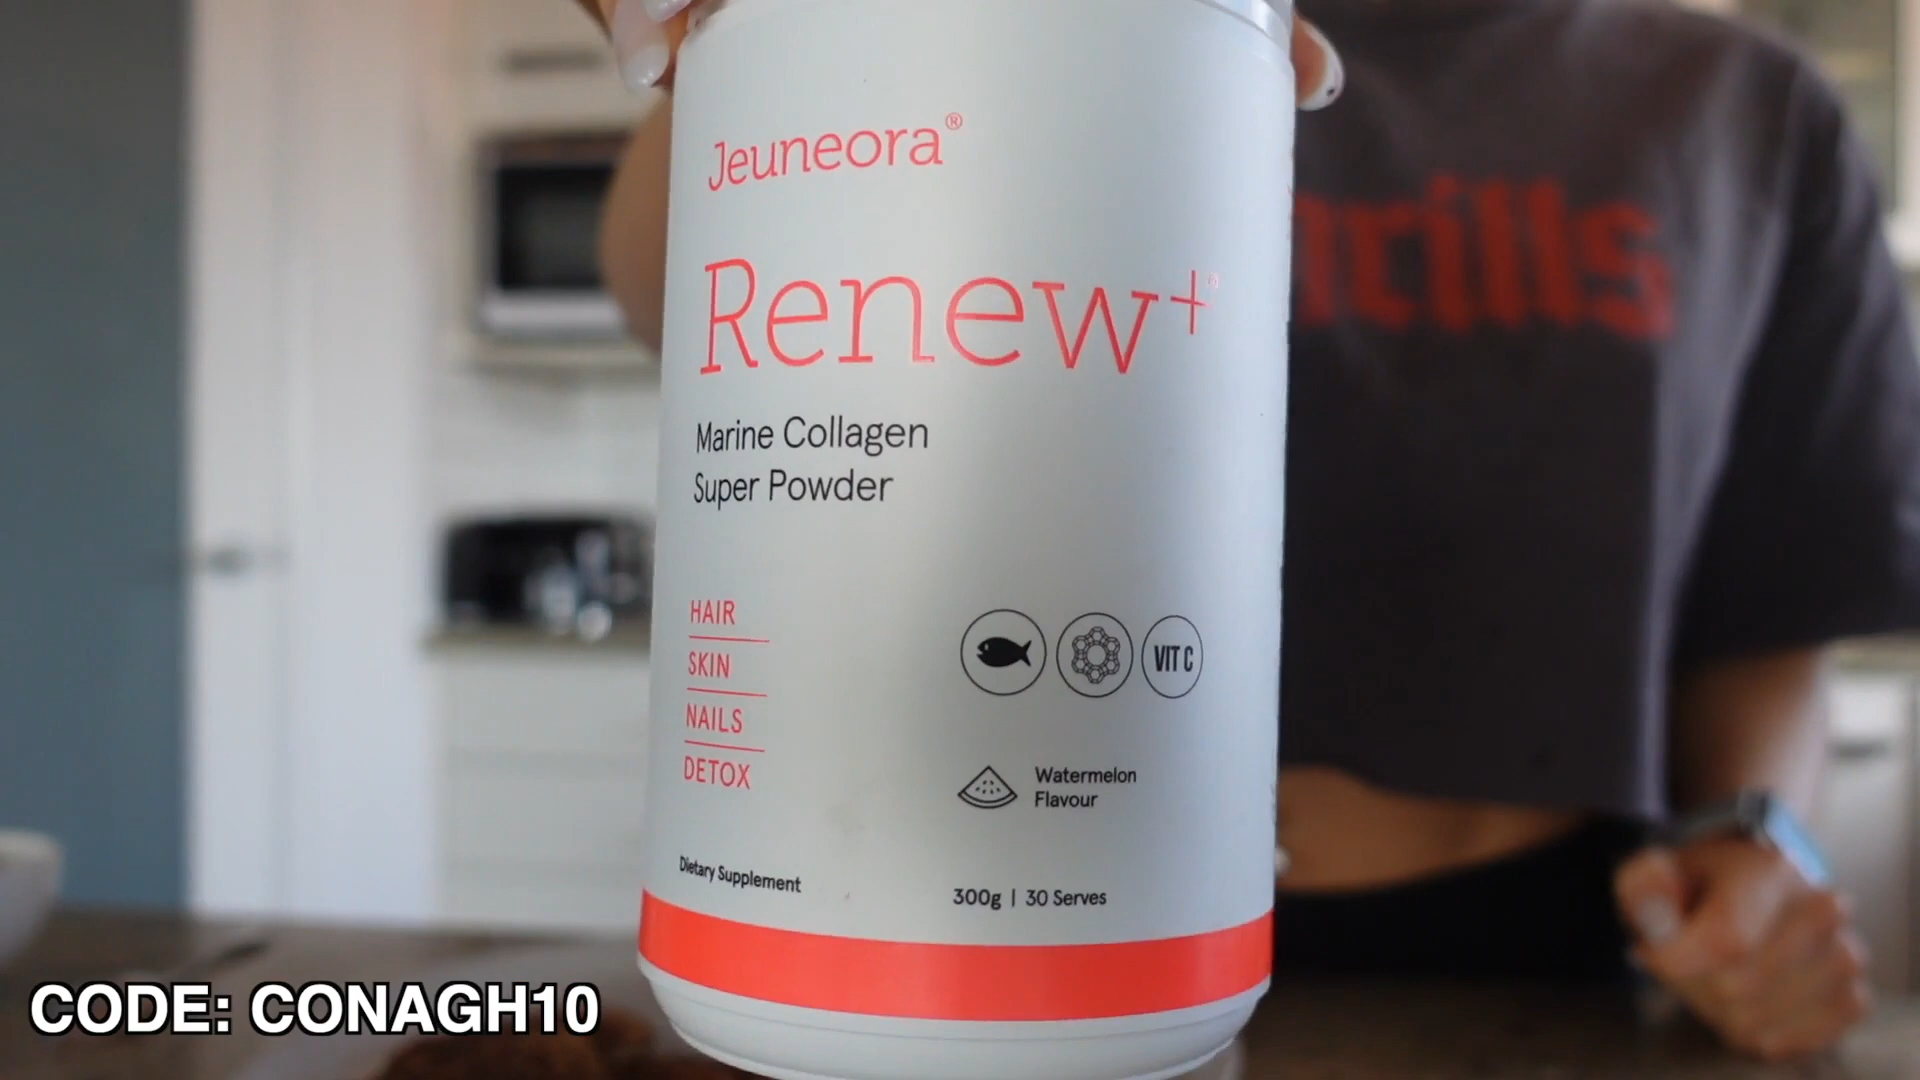 Jeuneora®
Renew+
Marine Collagen
Super Powder
HAIR
SKIN
NAILS
DETOX
VIT C
Watermelon
Flavour
Dietary Supplement
300g | 30 Serves
CODE: CONAGH10